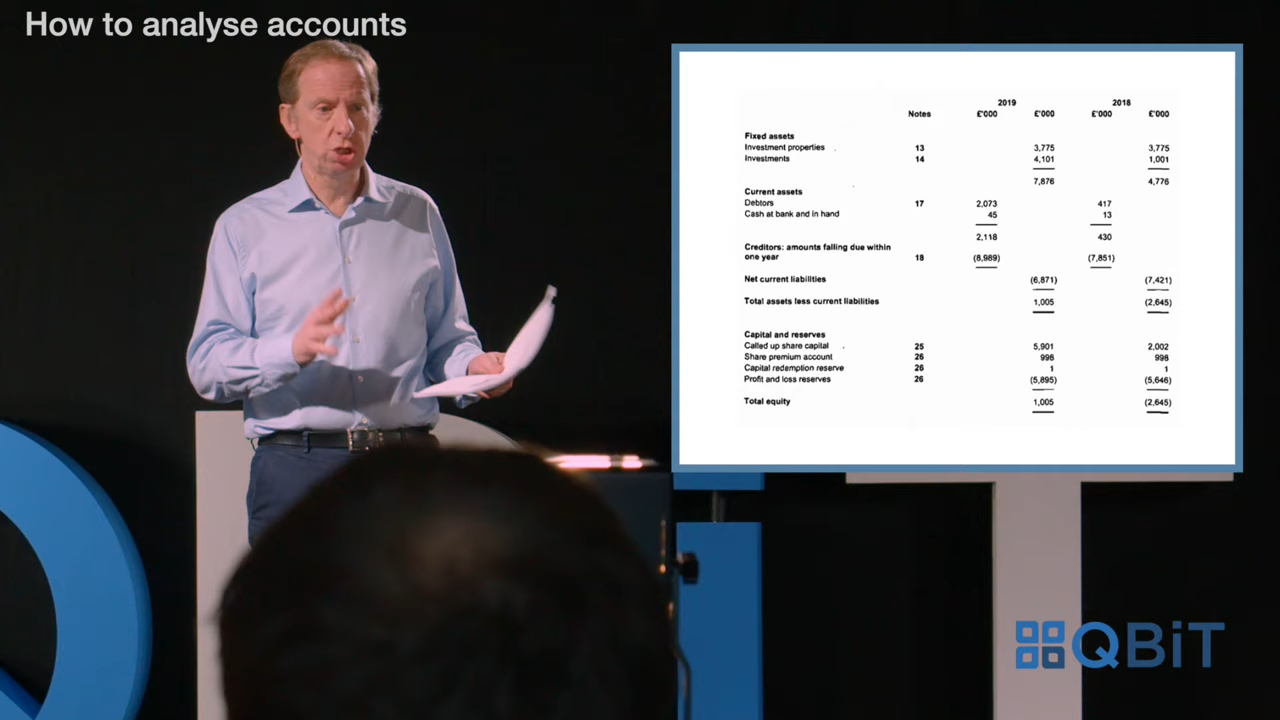 How to analyse accounts
2019 2018
Notes £'000 £'000 £'000 £'000
Fixed assets
Investment properties 13 3,775 3,775
Investments 14 4,101 1,001
7,876 4,776
Current assets
Debtors 17 2,073 417
Cash at bank and in hand 45 13
2,118 430
Creditors: amounts falling due within
one year 18 (8,989) (7,851)
Net current liabilities (6,871) (7,421)
Total assets less current liabilities 1,005 (2,645)
Capital and reserves
Called up share capital 25 5,901 2,002
Share premium account 26 998 998
Capital redemption reserve 26 1 1
Profit and loss reserves 26 (5,895) (5,646)
Total equity 1,005 (2,645)
QBiT